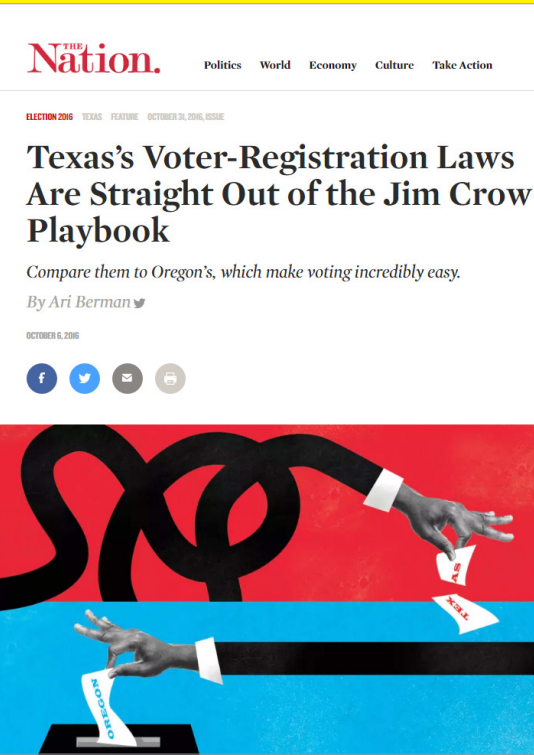 THE
Nation.
Politics World Economy Culture Take Action
ELECTION 2016 TEXAS FEATURE OCTOBER 31, 2016, ISSUE
Texas's Voter-Registration Laws
Are Straight Out of the Jim Crow
Playbook
Compare them to Oregon's, which make voting incredibly easy.
By Ari Berman
OCTOBER 6, 2016
f
AS
TEX
OREGON